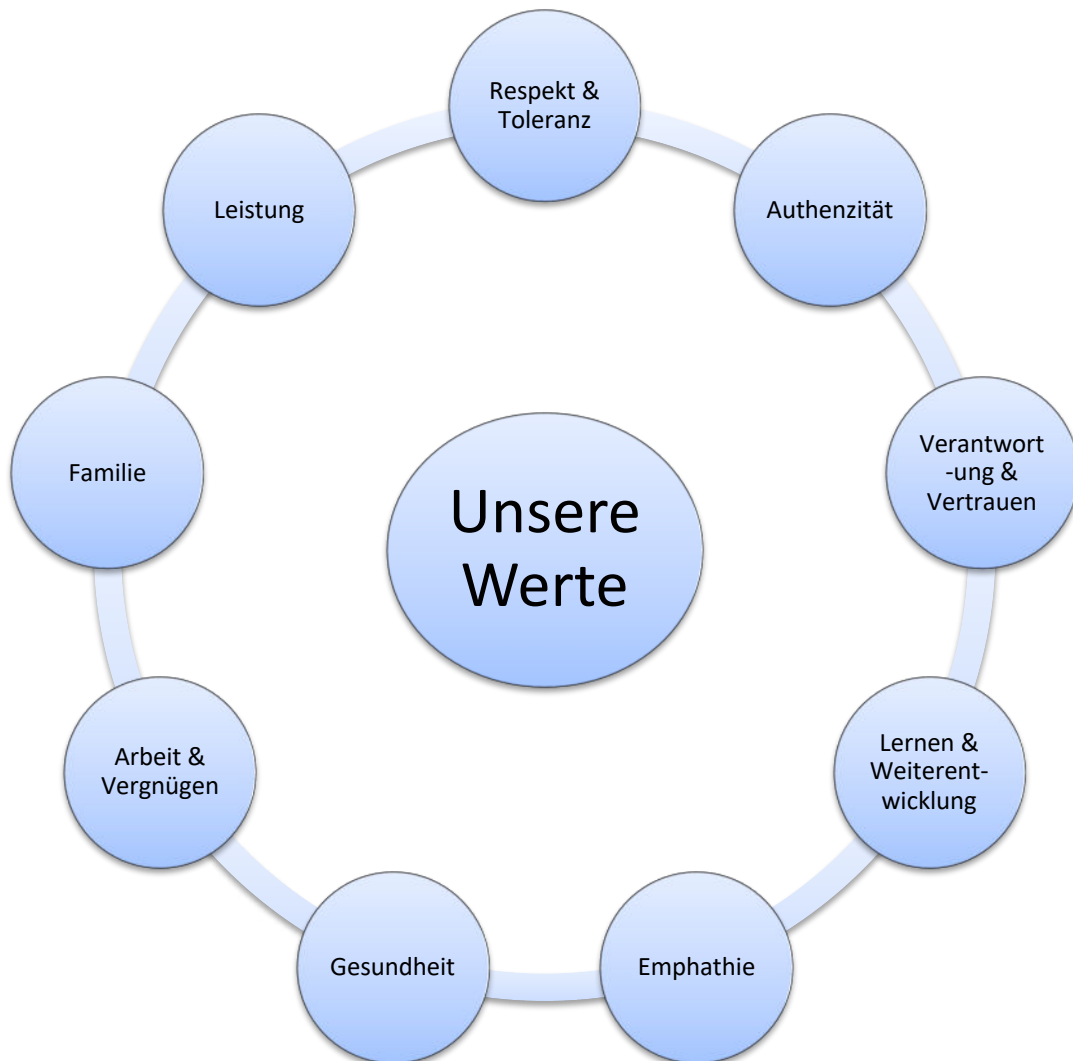 Respekt &
Toleranz
Authenzität
Verantwort
-ung &
Vertrauen
Lernen &
Weiterent-
wicklung
Emphathie
Gesundheit
Arbeit &
Vergnügen
Familie
Leistung
Unsere
Werte